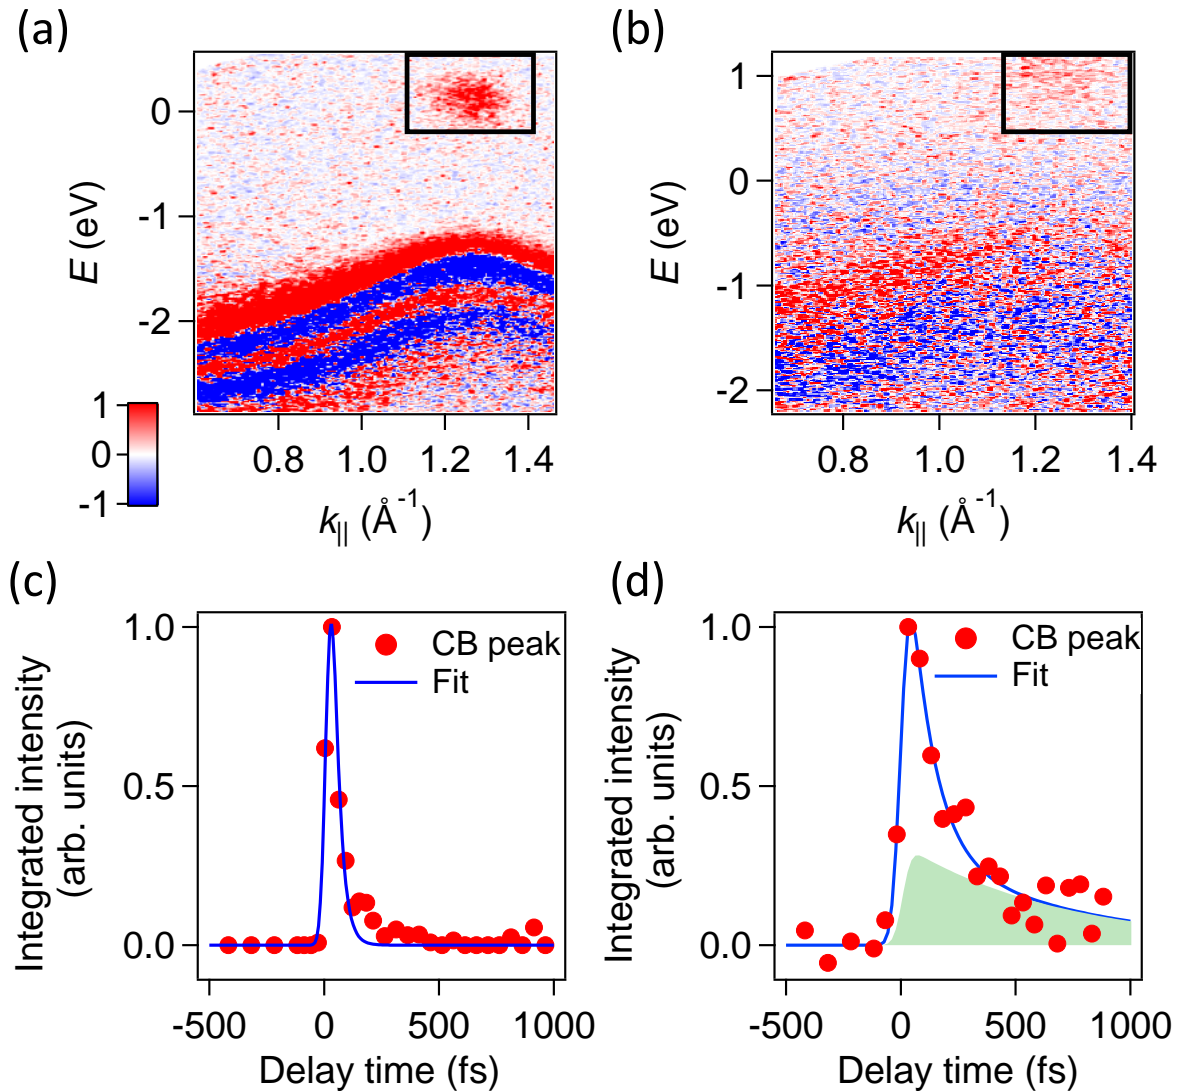 (a)
0
-1
-2
E (eV)
1
0
-1
0.8 1.0 1.2 1.4
k|| (Å-1)
(b)
1
0
-1
-2
E (eV)
0.8 1.0 1.2 1.4
k|| (Å-1)
(c)
1.0
0.5
0.0
Integrated intensity
(arb. units)
CB peak
Fit
-500 0 500 1000
Delay time (fs)
(d)
1.0
0.5
0.0
Integrated intensity
(arb. units)
CB peak
Fit
-500 0 500 1000
Delay time (fs)